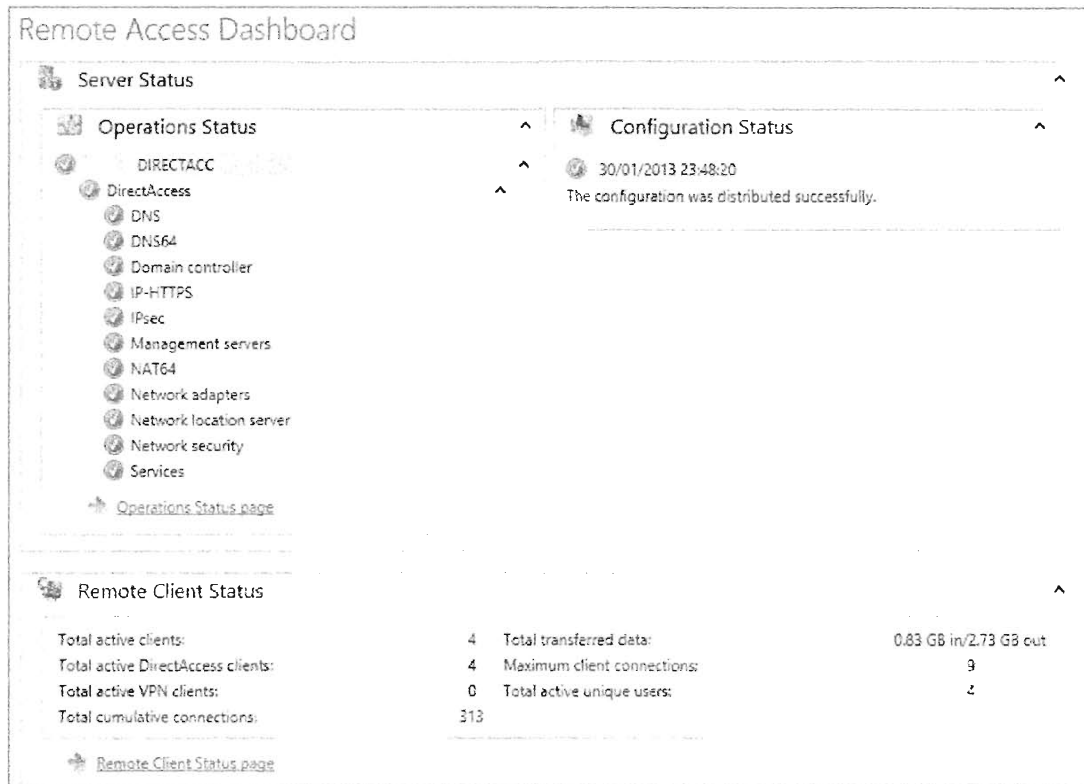 Remote Access Dashboard
Server Status
Operations Status
DIRECTACC
DirectAccess
DNS
DNS64
Domain controller
IP-HTTPS
IPsec
Management servers
NAT64
Network adapters
Network location server
Network security
Services
Operations Status page
Configuration Status
30/01/2013 23:48:20
The configuration was distributed successfully.
Remote Client Status
Total active clients: 4
Total active DirectAccess clients: 4
Total active VPN clients: 0
Total cumulative connections: 313
Total transferred data: 0.83 GB in/2.73 GB out
Maximum client connections: 9
Total active unique users:
Remote Client Status page